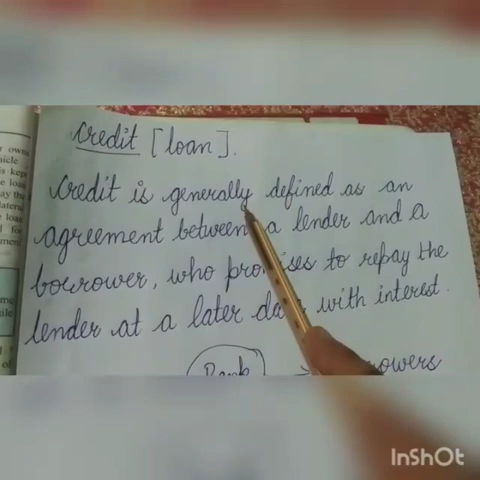 credit [loan].
Credit is generally defined as an
agreement between a lender and a
borrower, who promises to repay the
lender at a later date with interest.
Bank
InShOt